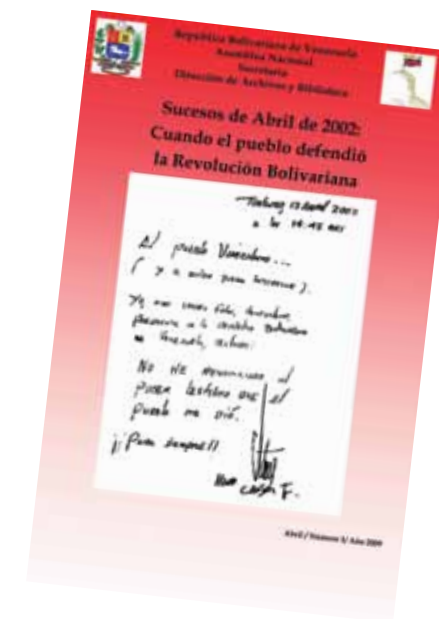 República Bolivariana de Venezuela
Asamblea Nacional
Secretaría
Dirección de Archivos y Biblioteca
Sucesos de Abril de 2002:
Cuando el pueblo defendió
la Revolución Bolivariana
Turiamo, 13 Abril 2002
a las 14:45 hrs
Al pueblo Venezolano...
(y a quien pueda interesar).
Yo, Hugo Chávez Frías, venezolano,
Presidente de la República Bolivariana
de Venezuela, declaro:
No HE renunciado al
poder legítimo que el
pueblo me dió.
¡¡Para siempre!!
Hugo Chávez F.
Abril / Número 3/ Año 2009